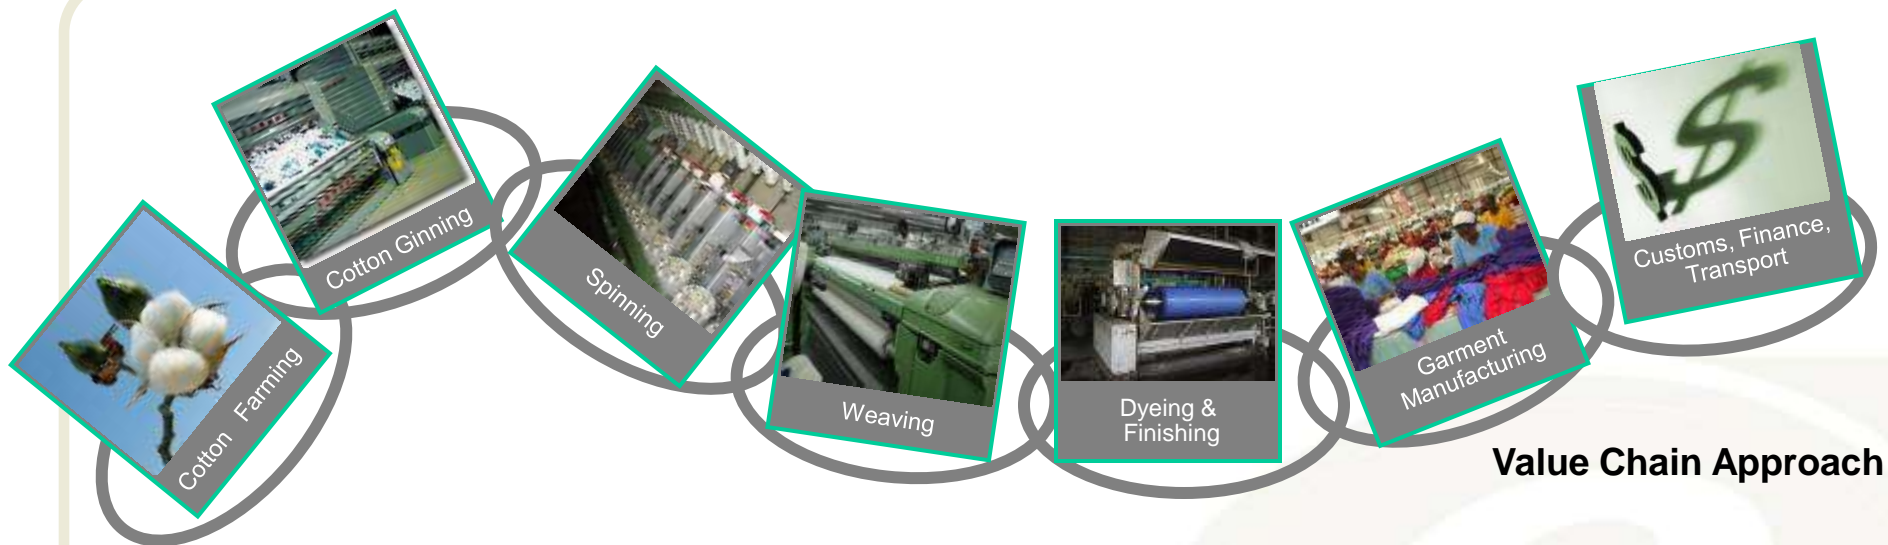 Cotton Farming
Cotton Ginning
Spinning
Weaving
Dyeing &
Finishing
Garment
Manufacturing
Customs, Finance,
Transport
Value Chain Approach